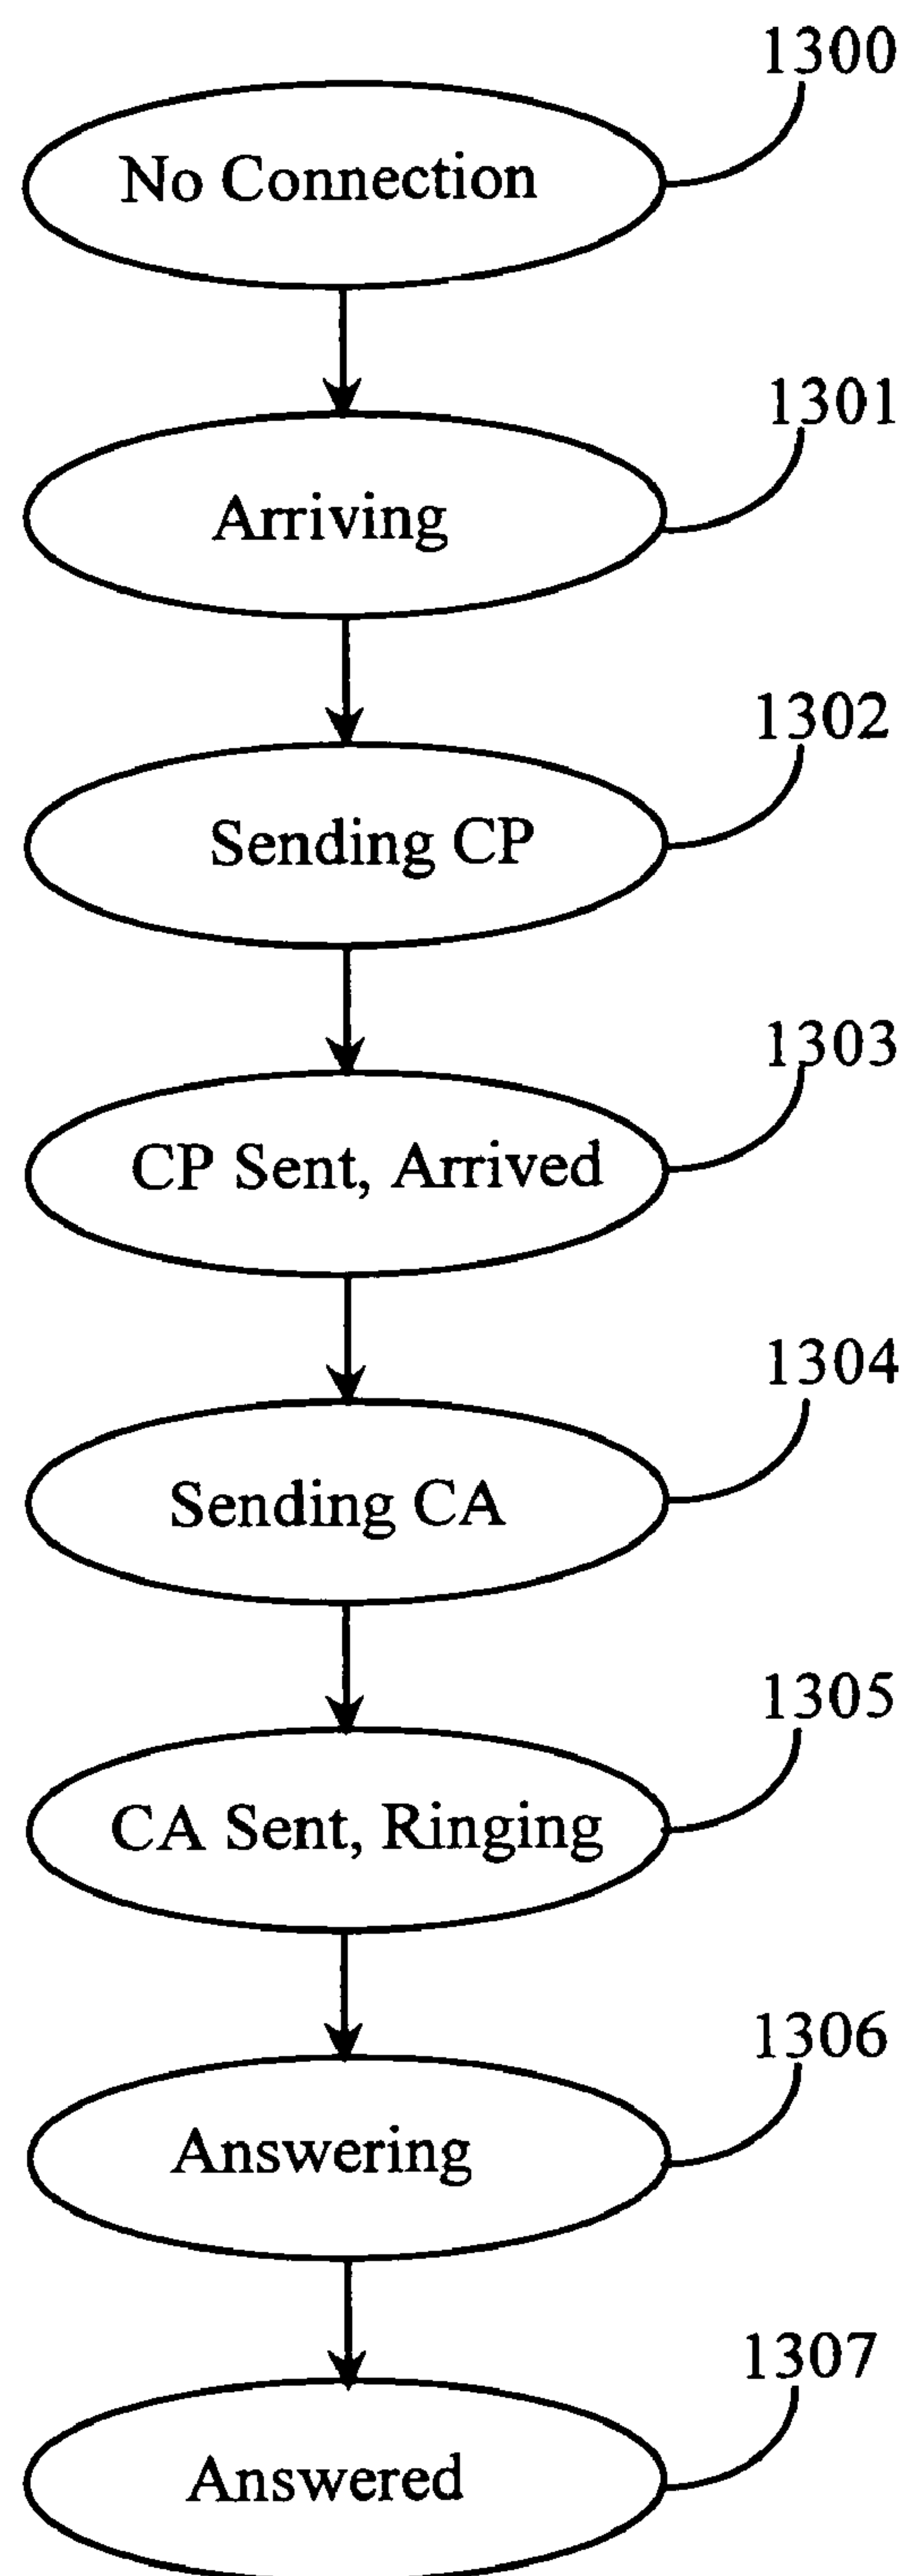 1300
No Connection
1301
Arriving
1302
Sending CP
1303
CP Sent, Arrived
1304
Sending CA
1305
CA Sent, Ringing
1306
Answering
1307
Answered